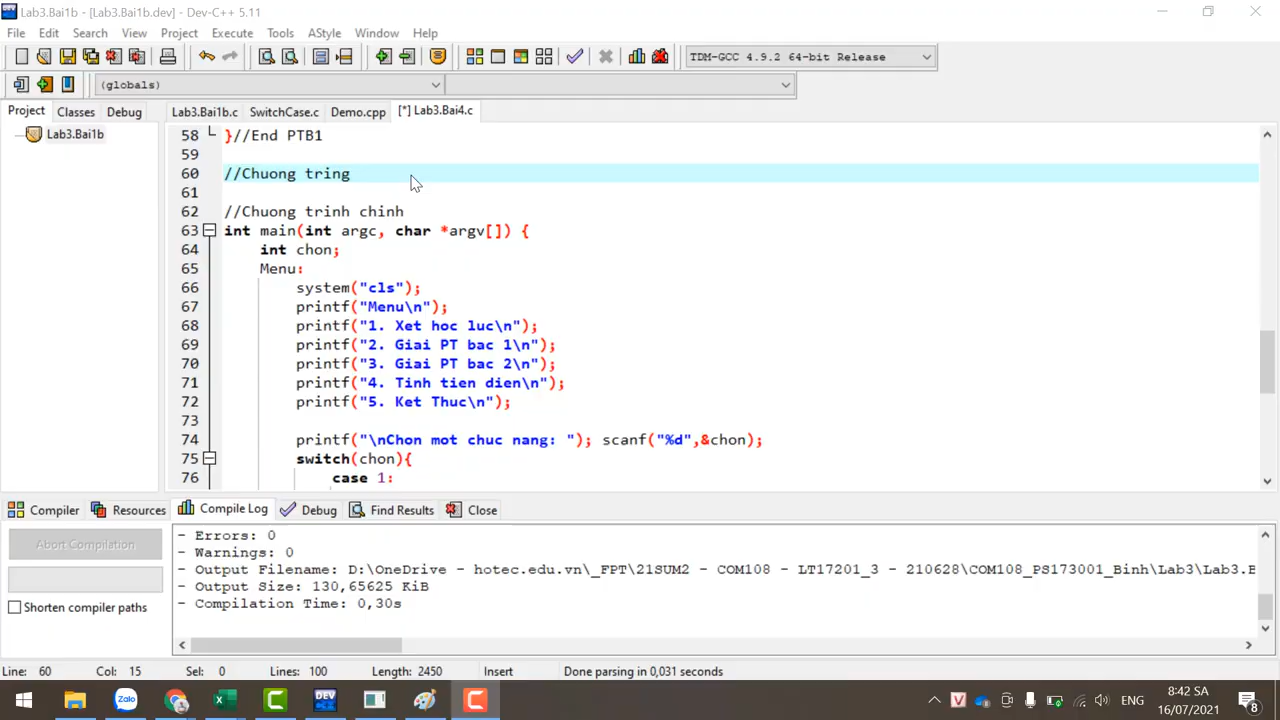 Lab3.Bai1b - [Lab3.Bai1b.dev] - Dev-C++ 5.11
File Edit Search View Project Execute Tools AStyle Window Help
TDM-GCC 4.9.2 64-bit Release
(globals)
Project Classes Debug Lab3.Bai1b.c SwitchCase.c Demo.cpp [*] Lab3.Bai4.c
Lab3.Bai1b
58 }//End PTB1
59
60 //Chuong tring
61
62 //Chuong trinh chinh
63 int main(int argc, char *argv[]) {
64 int chon;
65 Menu:
66 system("cls");
67 printf("Menu\n");
68 printf("1. Xet hoc luc\n");
69 printf("2. Giai PT bac 1\n");
70 printf("3. Giai PT bac 2\n");
71 printf("4. Tinh tien dien\n");
72 printf("5. Ket Thuc\n");
73
74 printf("\nChon mot chuc nang: "); scanf("%d",&chon);
75 switch(chon){
76 case 1:
Compiler Resources Compile Log Debug Find Results Close
Abort Compilation
Shorten compiler paths
- Errors: 0
- Warnings: 0
- Output Filename: D:\OneDrive - hotec.edu.vn\_FPT\21SUM2 - COM108 - LT17201_3 - 210628\COM108_PS173001_Binh\Lab3\Lab3.B
- Output Size: 130,65625 KiB
- Compilation Time: 0,30s
Line: 60 Col: 15 Sel: 0 Lines: 100 Length: 2450 Insert Done parsing in 0,031 seconds
Zalo DEV V ENG 8:42 SA
16/07/2021 8